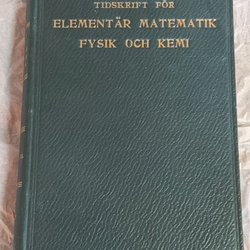 TIDSKRIFT FÖR
ELEMENTÄR MATEMATIK
FYSIK OCH KEMI